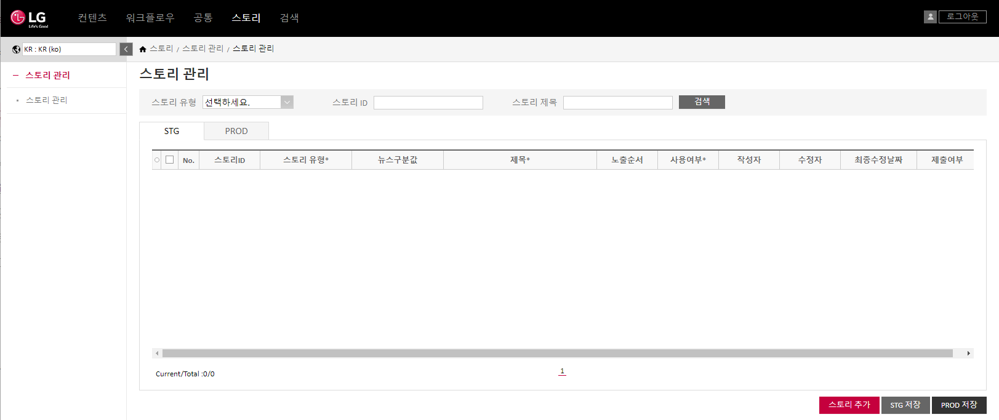 LG
Life's Good
컨텐츠 워크플로우 공통 스토리 검색 로그아웃
KR : KR (ko)
스토리 / 스토리 관리 / 스토리 관리
스토리 관리
스토리 관리
스토리 관리
스토리 유형 선택하세요. 스토리 ID 스토리 제목 검색
STG PROD
No. 스토리ID 스토리 유형* 뉴스구분값 제목* 노출순서 사용여부* 작성자 수정자 최종수정날짜 제출여부
Current/Total :0/0 1
스토리 추가 STG 저장 PROD 저장